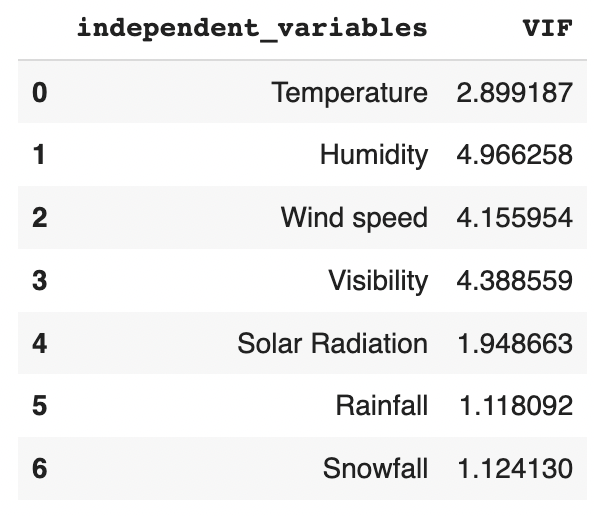 independent_variables VIF
0 Temperature 2.899187
1 Humidity 4.966258
2 Wind speed 4.155954
3 Visibility 4.388559
4 Solar Radiation 1.948663
5 Rainfall 1.118092
6 Snowfall 1.124130